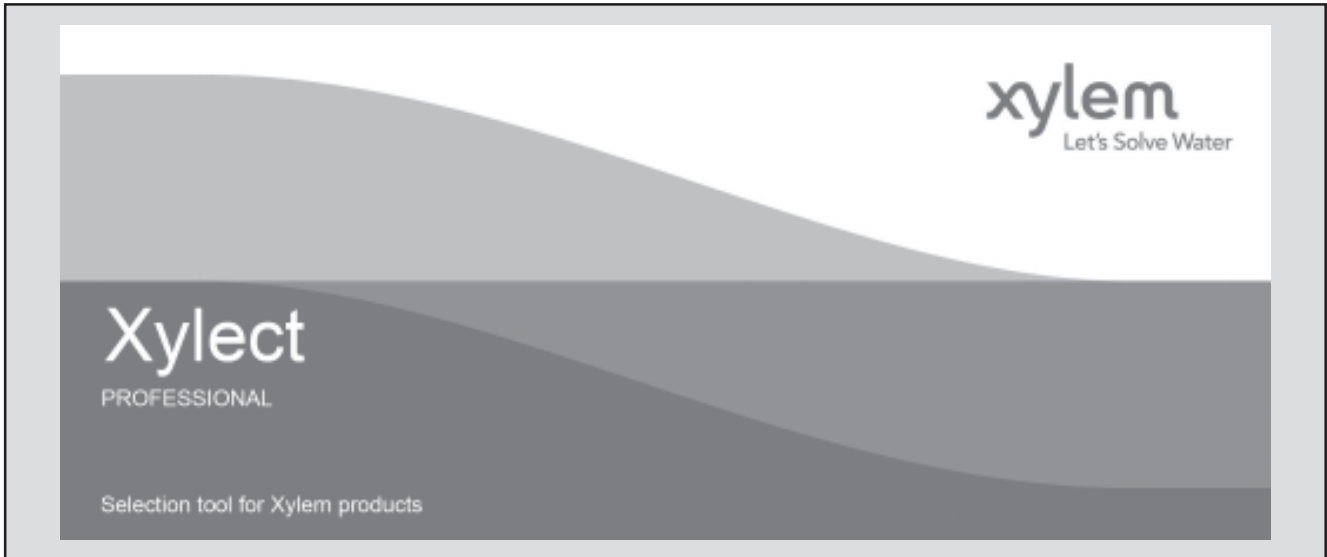 xylem
Let's Solve Water
Xylect
PROFESSIONAL
Selection tool for Xylem products